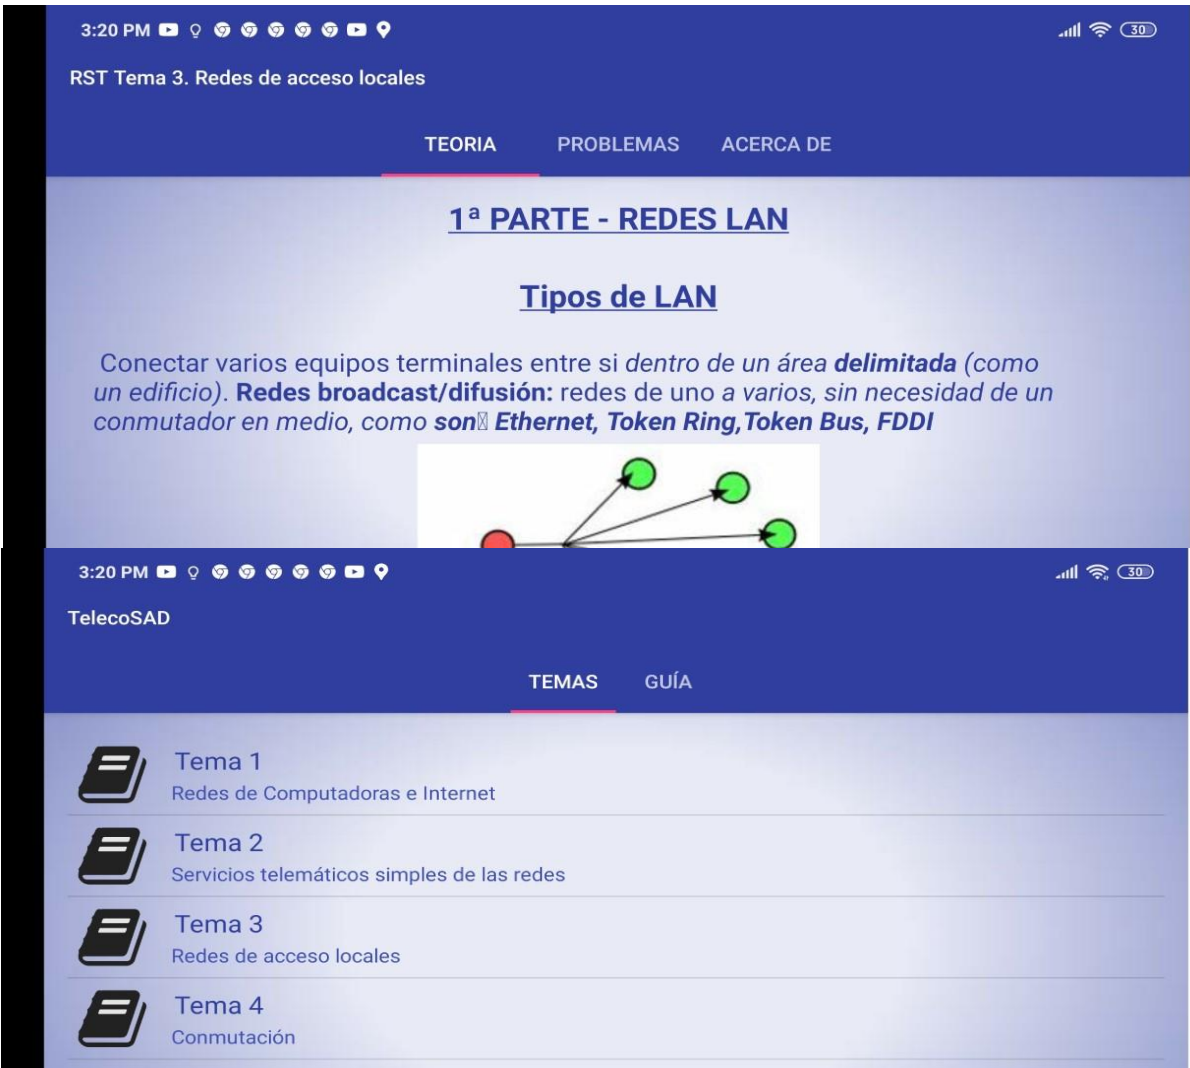 3:20 PM
30
RST Tema 3. Redes de acceso locales
TEORIA PROBLEMAS ACERCA DE
1ª PARTE - REDES LAN
Tipos de LAN
Conectar varios equipos terminales entre si dentro de un área delimitada (como
un edificio). Redes broadcast/difusión: redes de uno a varios, sin necesidad de un
conmutador en medio, como son Ethernet, Token Ring,Token Bus, FDDI
3:20 PM
30
TelecoSAD
TEMAS GUÍA
Tema 1
Redes de Computadoras e Internet
Tema 2
Servicios telemáticos simples de las redes
Tema 3
Redes de acceso locales
Tema 4
Conmutación